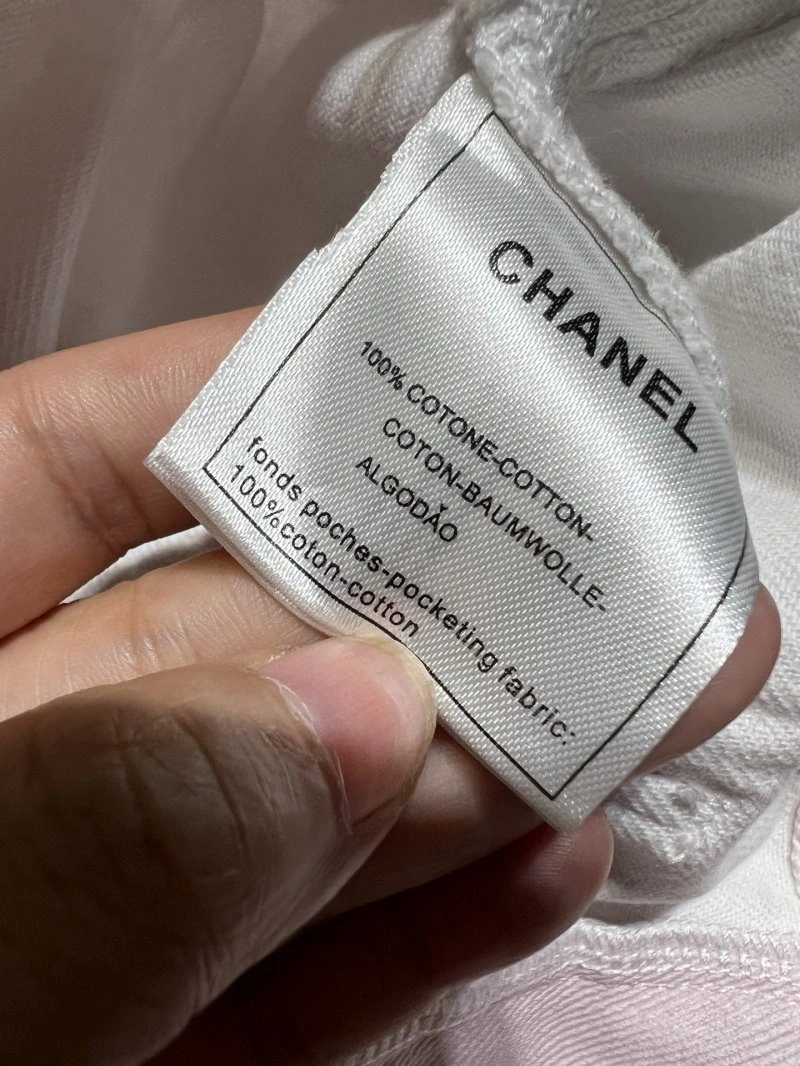 CHANEL
100% COTONE-COTTON-
COTON-BAUMWOLLE-
ALGODÃO
fonds poches-pocketing fabric:
100%coton-cotton